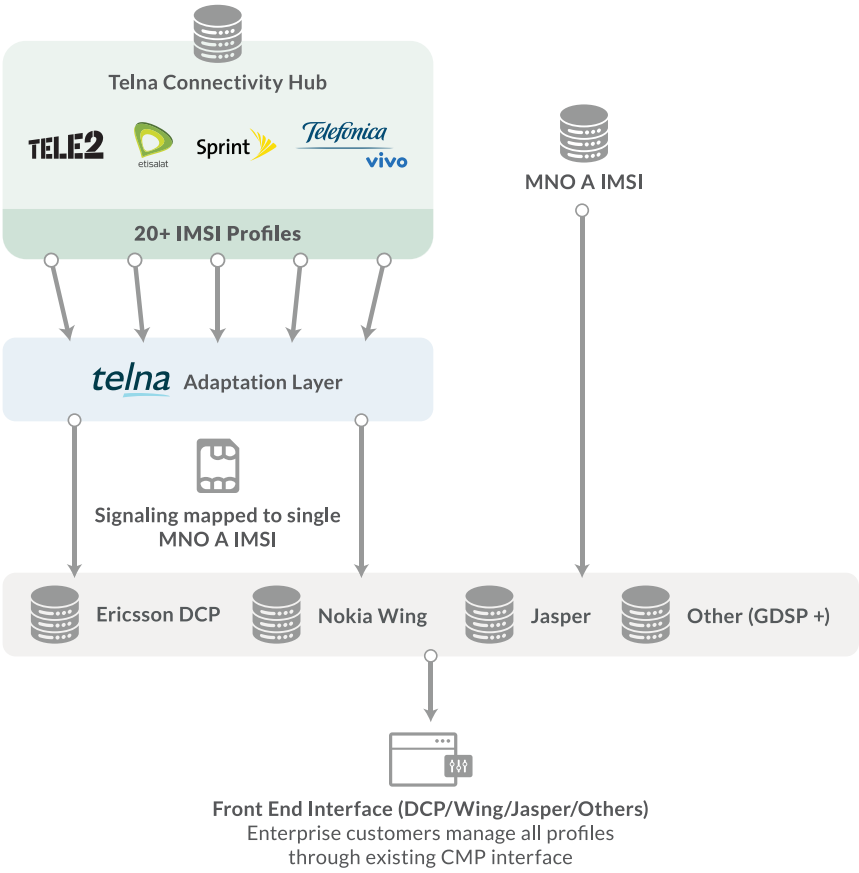 Telna Connectivity Hub
TELE2
etisalat
Sprint
Telefónica
vivo
MNO A IMSI
20+ IMSI Profiles
telna Adaptation Layer
Signaling mapped to single
MNO A IMSI
Ericsson DCP
Nokia Wing
Jasper
Other (GDSP +)
Front End Interface (DCP/Wing/Jasper/Others)
Enterprise customers manage all profiles
through existing CMP interface